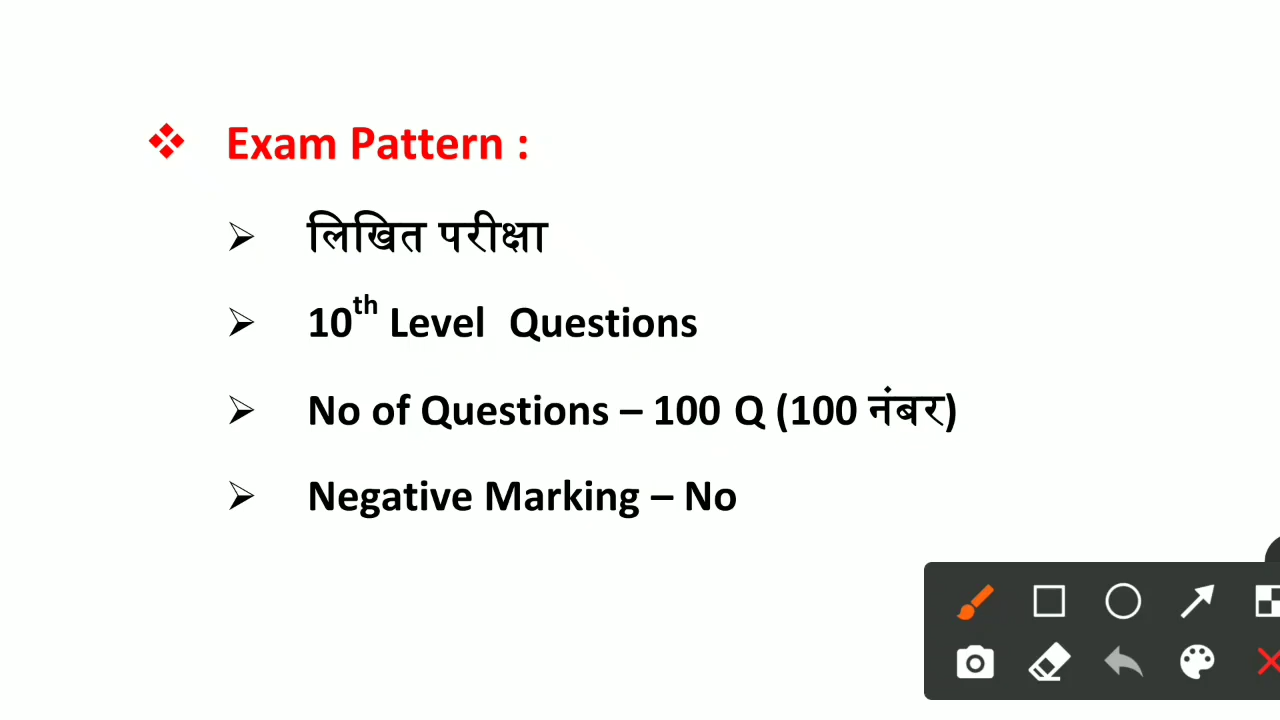 Exam Pattern :
लिखित परीक्षा
10th Level Questions
No of Questions – 100 Q (100 नंबर)
Negative Marking – No